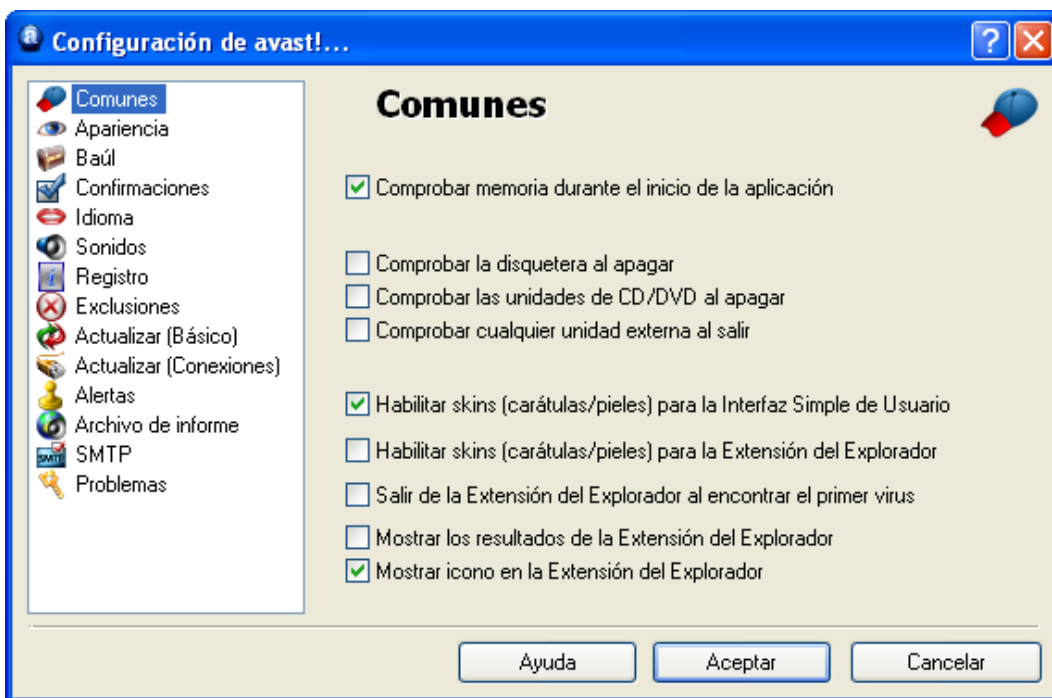 Configuración de avast!...
Comunes
Apariencia
Baúl
Confirmaciones
Idioma
Sonidos
Registro
Exclusiones
Actualizar (Básico)
Actualizar (Conexiones)
Alertas
Archivo de informe
SMTP
Problemas
Comunes
Comprobar memoria durante el inicio de la aplicación
Comprobar la disquetera al apagar
Comprobar las unidades de CD/DVD al apagar
Comprobar cualquier unidad externa al salir
Habilitar skins (carátulas/pieles) para la Interfaz Simple de Usuario
Habilitar skins (carátulas/pieles) para la Extensión del Explorador
Salir de la Extensión del Explorador al encontrar el primer virus
Mostrar los resultados de la Extensión del Explorador
Mostrar icono en la Extensión del Explorador
Ayuda
Aceptar
Cancelar